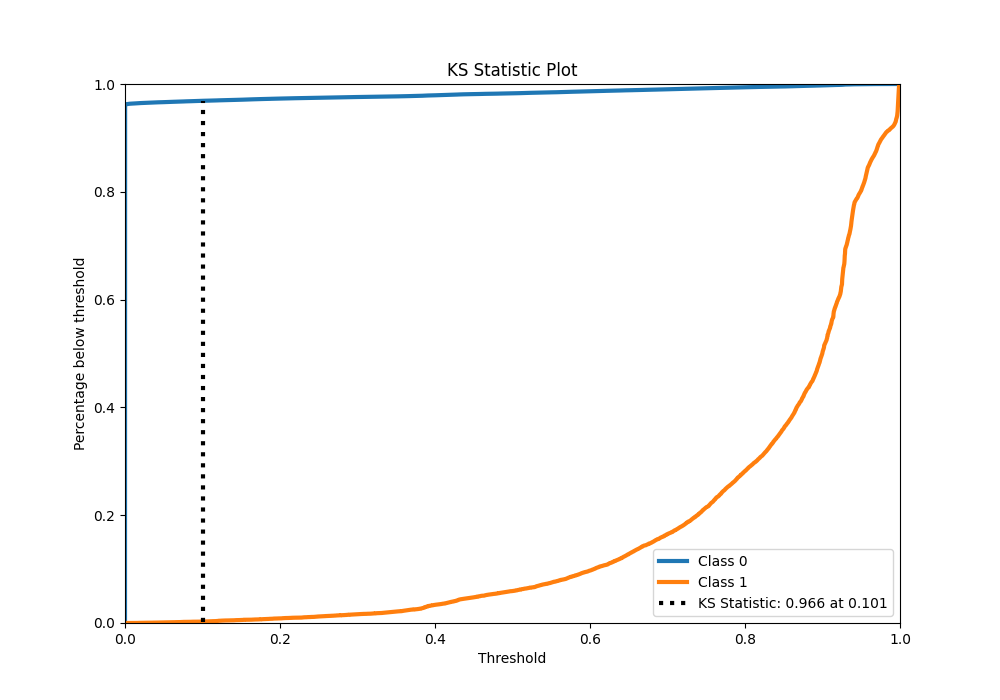 KS Statistic Plot
1.0
0.8
0.6
0.4
0.2
0.0
Percentage below threshold
Class 0
Class 1
KS Statistic: 0.966 at 0.101
0.0 0.2 0.4 0.6 0.8 1.0
Threshold